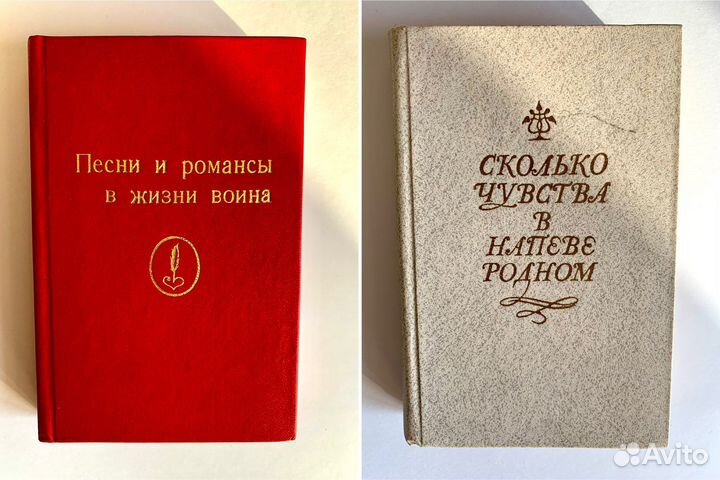 Песни и романсы
в жизни воина
СКОЛЬКО
ЧУВСТВА
В
НАПЕВЕ
РОДНОМ
Avito